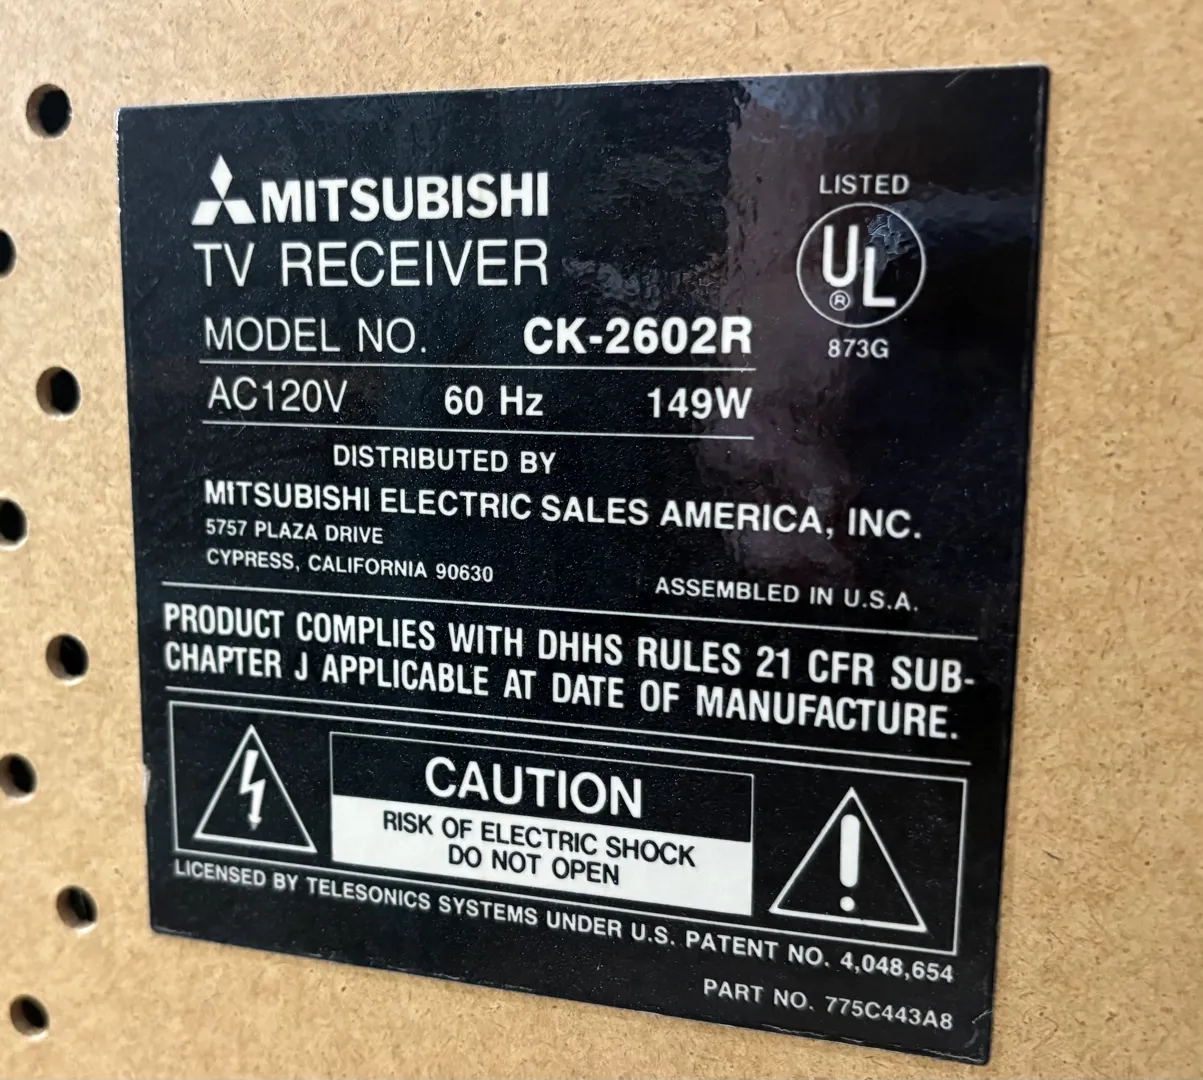 MITSUBISHI
TV RECEIVER
LISTED
UL
®
873G
MODEL NO. CK-2602R
AC120V 60 Hz 149W
DISTRIBUTED BY
MITSUBISHI ELECTRIC SALES AMERICA, INC.
5757 PLAZA DRIVE
CYPRESS, CALIFORNIA 90630
ASSEMBLED IN U.S.A.
PRODUCT COMPLIES WITH DHHS RULES 21 CFR SUB-
CHAPTER J APPLICABLE AT DATE OF MANUFACTURE.
CAUTION
RISK OF ELECTRIC SHOCK
DO NOT OPEN
LICENSED BY TELESONICS SYSTEMS UNDER U.S. PATENT NO. 4,048,654
PART NO. 775C443A8